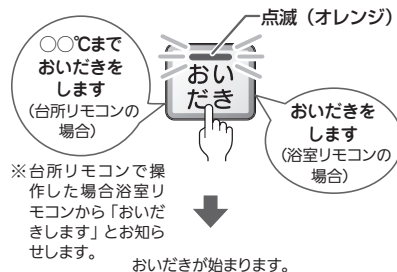 点滅（オレンジ）
○○℃まで
おいだきを
します
（台所リモコンの
場合）
おい
だき
おいだきを
します
（浴室リモコンの
場合）
※台所リモコンで操
作した場合浴室リ
モコンから「おいだ
きします」とお知ら
せします。
おいだきが始まります。